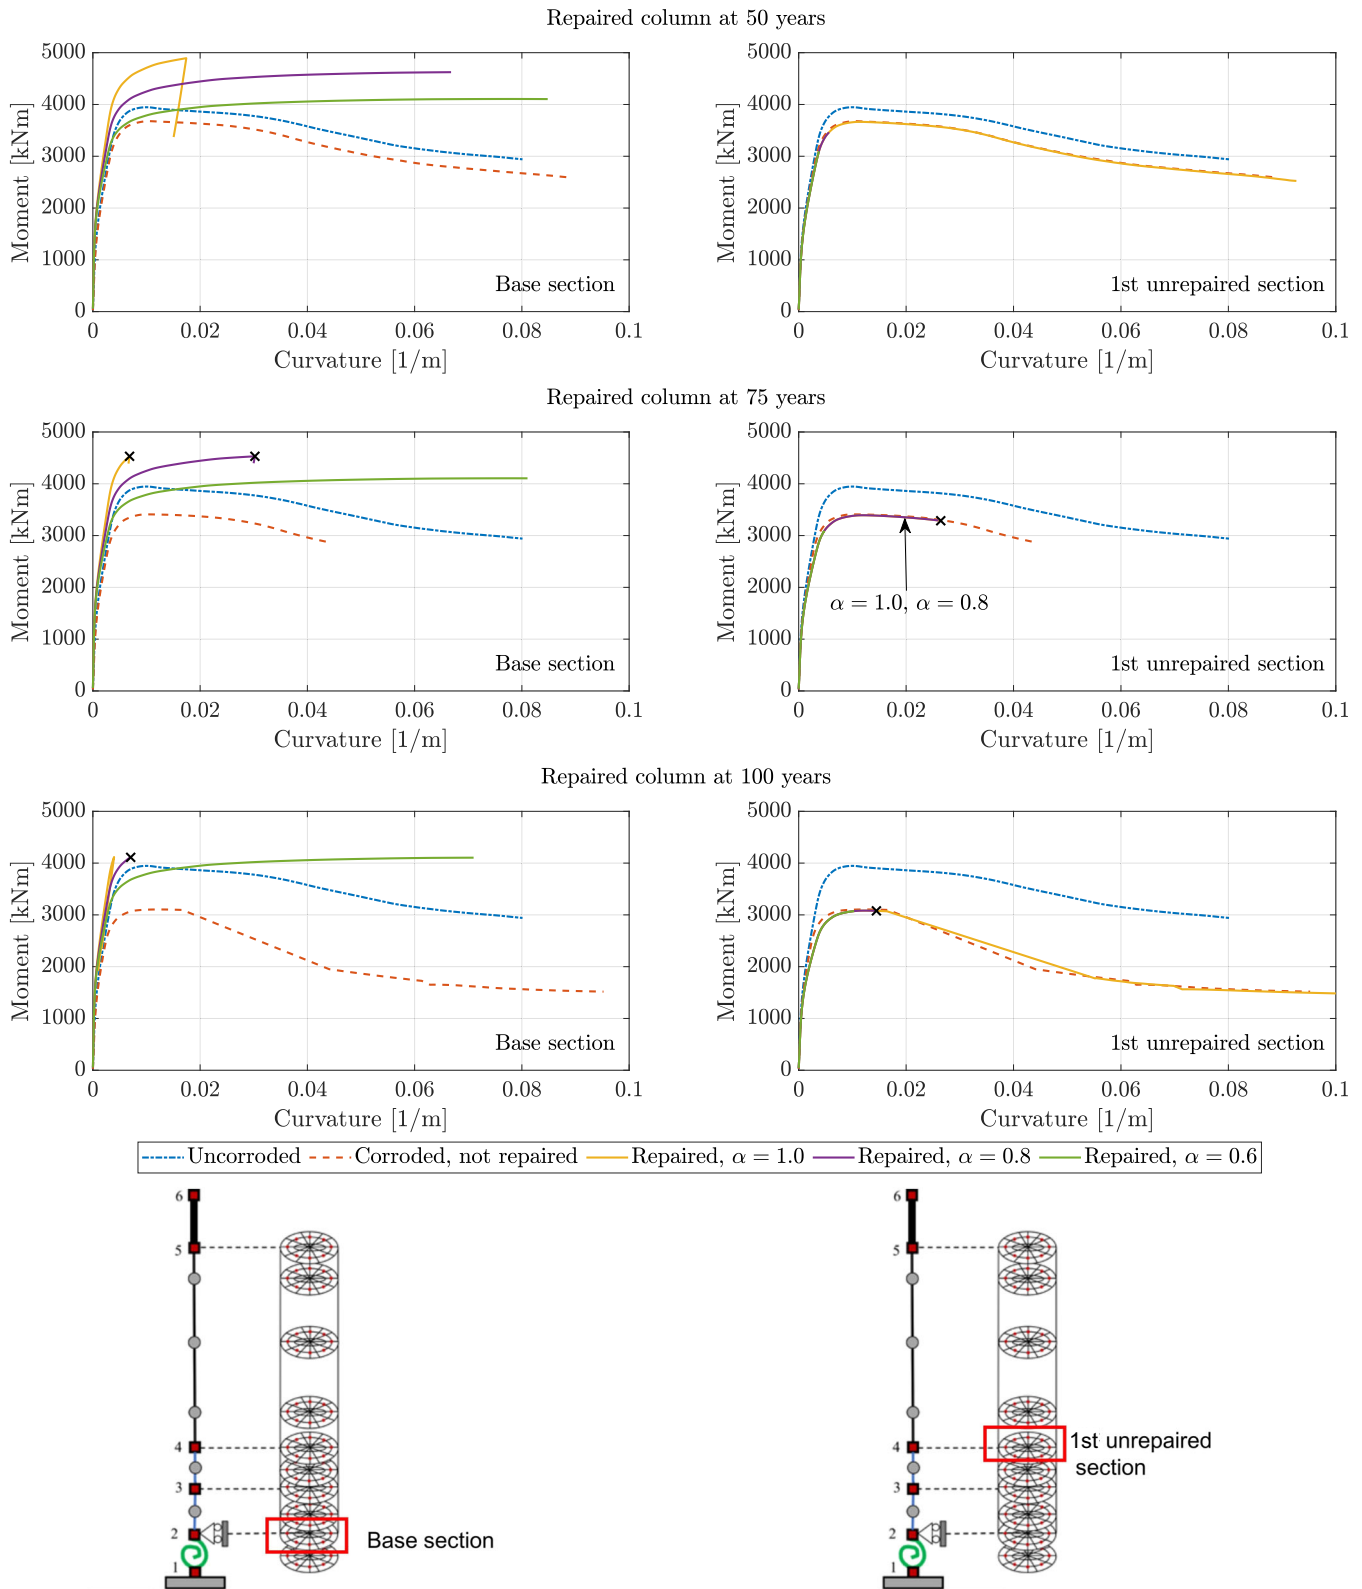 Repaired column at 50 years
Moment [kNm]
5000
4000
3000
2000
1000
0
0 0.02 0.04 0.06 0.08 0.1
Curvature [1/m]
Base section
Moment [kNm]
5000
4000
3000
2000
1000
0
0 0.02 0.04 0.06 0.08 0.1
Curvature [1/m]
1st unrepaired section
Repaired column at 75 years
Moment [kNm]
5000
4000
3000
2000
1000
0
0 0.02 0.04 0.06 0.08 0.1
Curvature [1/m]
Base section
Moment [kNm]
5000
4000
3000
2000
1000
0
0 0.02 0.04 0.06 0.08 0.1
Curvature [1/m]
α = 1.0, α = 0.8
1st unrepaired section
Repaired column at 100 years
Moment [kNm]
5000
4000
3000
2000
1000
0
0 0.02 0.04 0.06 0.08 0.1
Curvature [1/m]
Base section
Moment [kNm]
5000
4000
3000
2000
1000
0
0 0.02 0.04 0.06 0.08 0.1
Curvature [1/m]
1st unrepaired section
Uncorroded Corroded, not repaired Repaired, α = 1.0 Repaired, α = 0.8 Repaired, α = 0.6
6
5
4
3
2
1
Base section
6
5
4
3
2
1
1st unrepaired
section